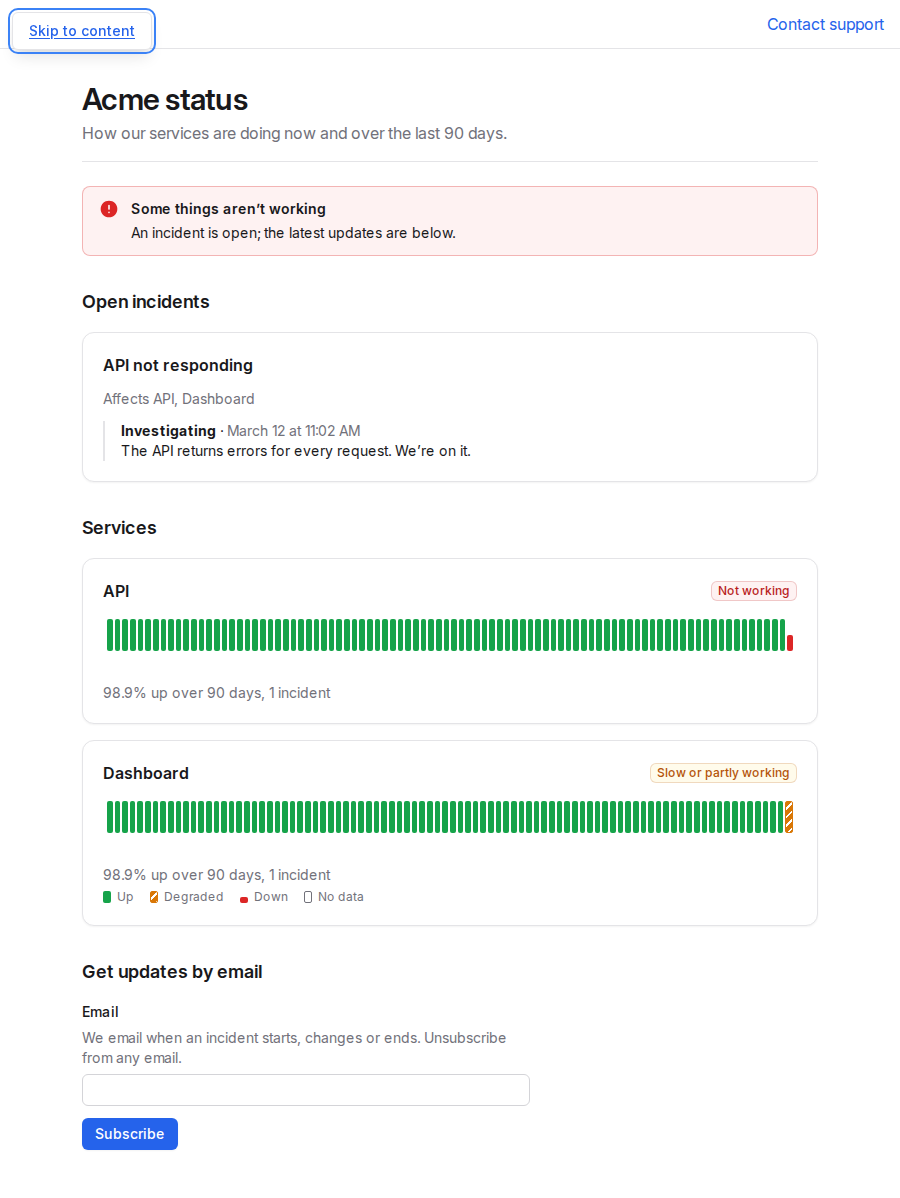 Skip to content
Contact support
Acme status
How our services are doing now and over the last 90 days.
Some things aren’t working
An incident is open; the latest updates are below.
Open incidents
API not responding
Affects API, Dashboard
Investigating · March 12 at 11:02 AM
The API returns errors for every request. We’re on it.
Services
API
Not working
98.9% up over 90 days, 1 incident
Dashboard
Slow or partly working
98.9% up over 90 days, 1 incident
Up Degraded Down No data
Get updates by email
Email
We email when an incident starts, changes or ends. Unsubscribe
from any email.
Subscribe